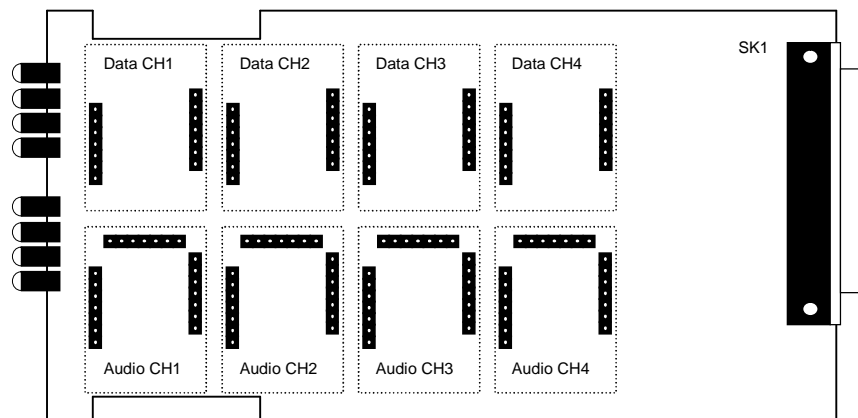 Data CH1
Data CH2
Data CH3
Data CH4
SK1
Audio CH1
Audio CH2
Audio CH3
Audio CH4